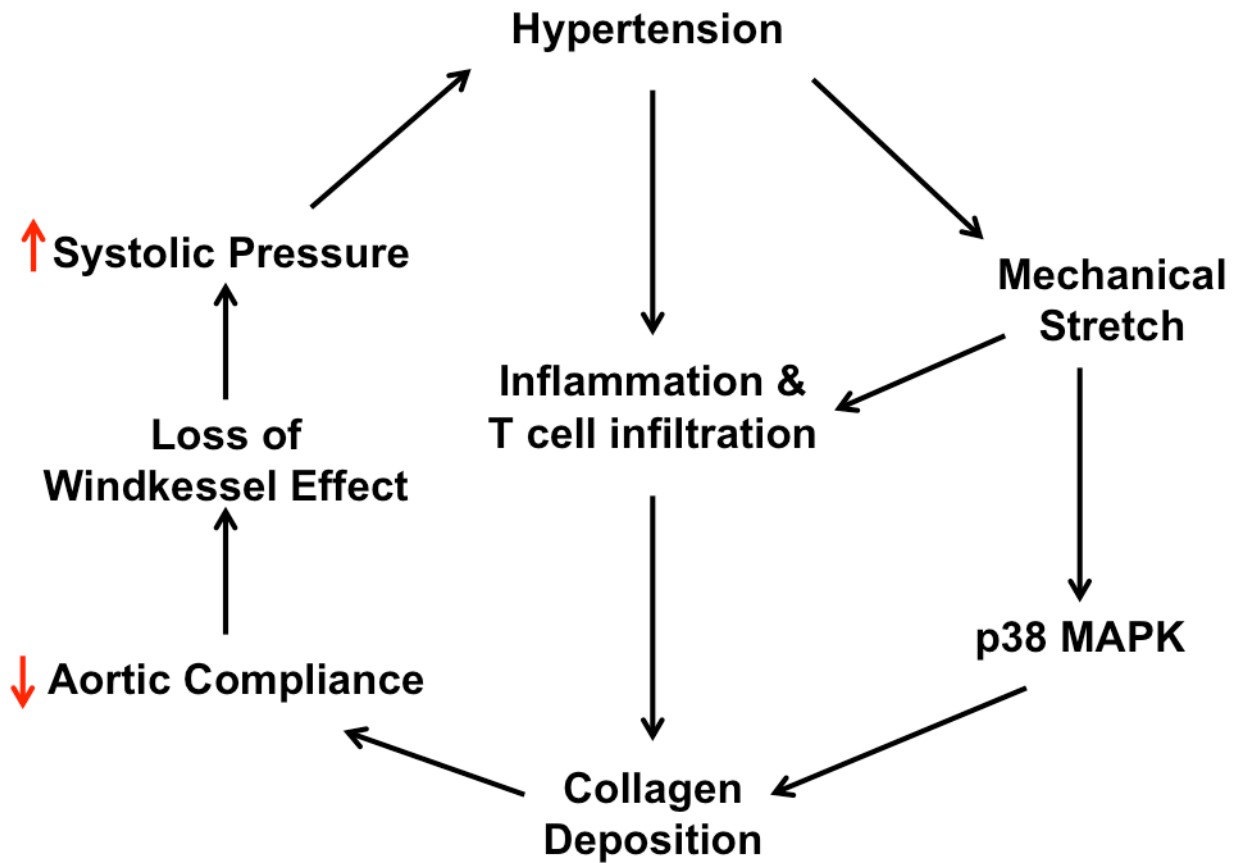 Hypertension
↑ Systolic Pressure
Mechanical
Stretch
Inflammation &
T cell infiltration
Loss of
Windkessel Effect
p38 MAPK
↓ Aortic Compliance
Collagen
Deposition